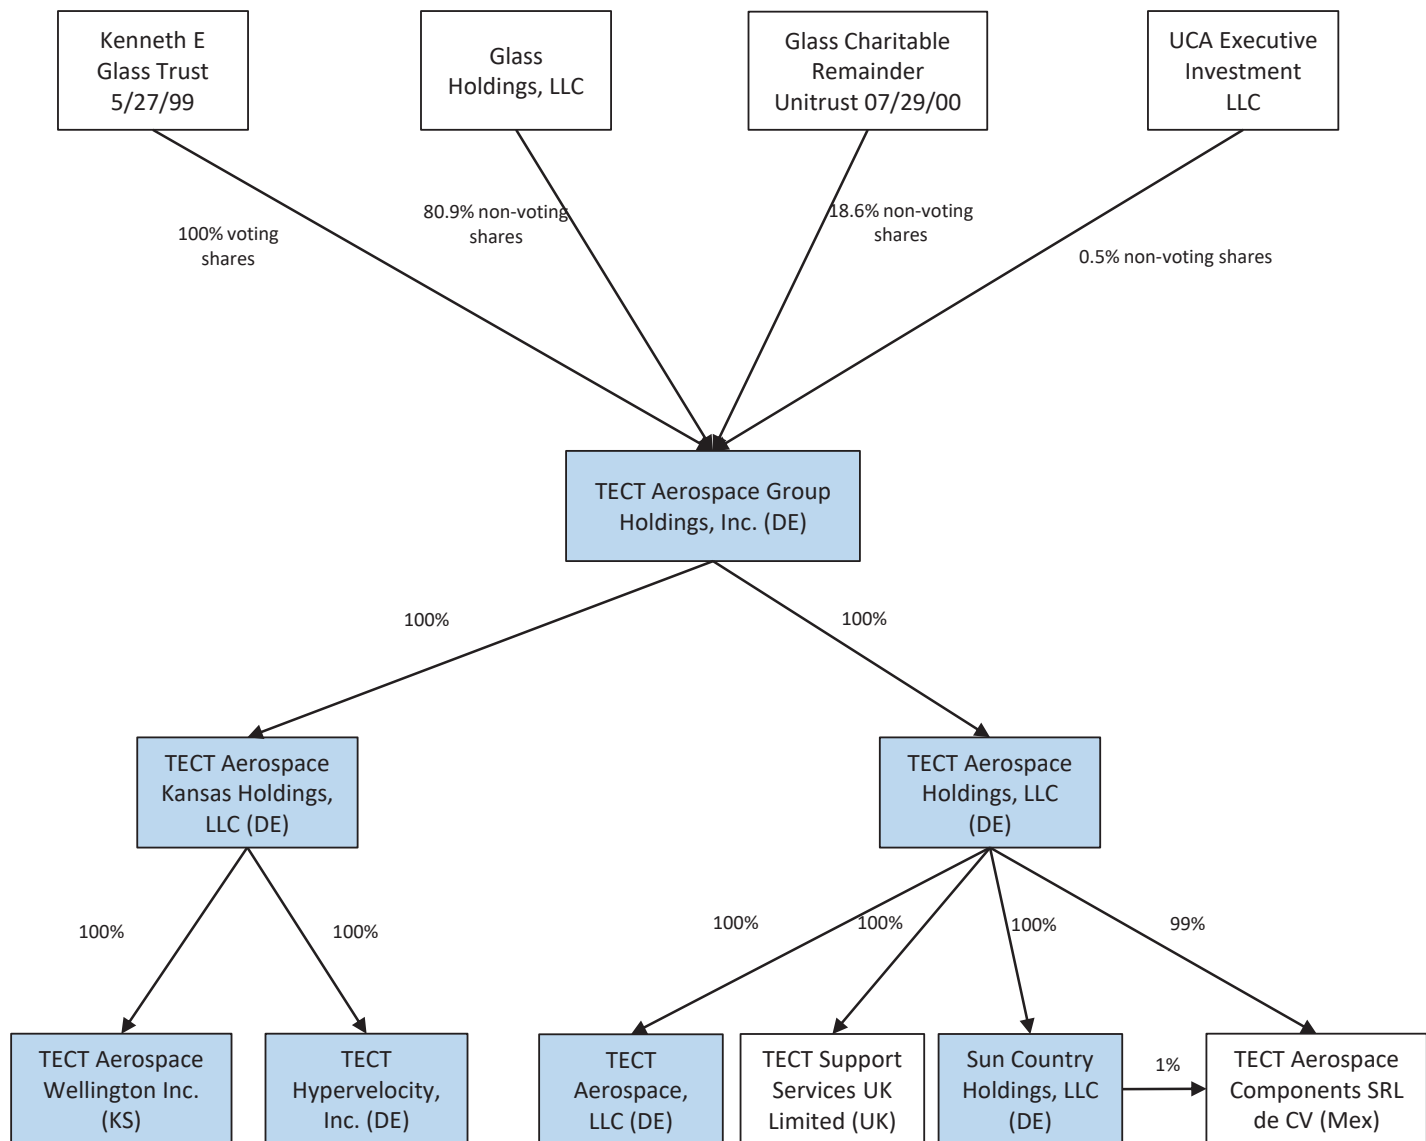 Kenneth E
Glass Trust
5/27/99
Glass
Holdings, LLC
Glass Charitable
Remainder
Unitrust 07/29/00
UCA Executive
Investment
LLC
100% voting
shares
80.9% non-voting
shares
18.6% non-voting
shares
0.5% non-voting shares
TECT Aerospace Group
Holdings, Inc. (DE)
100%
100%
TECT Aerospace
Kansas Holdings,
LLC (DE)
TECT Aerospace
Holdings, LLC
(DE)
100%
100%
100%
100%
100%
99%
TECT Aerospace
Wellington Inc.
(KS)
TECT
Hypervelocity,
Inc. (DE)
TECT
Aerospace,
LLC (DE)
TECT Support
Services UK
Limited (UK)
Sun Country
Holdings, LLC
(DE)
1%
TECT Aerospace
Components SRL
de CV (Mex)